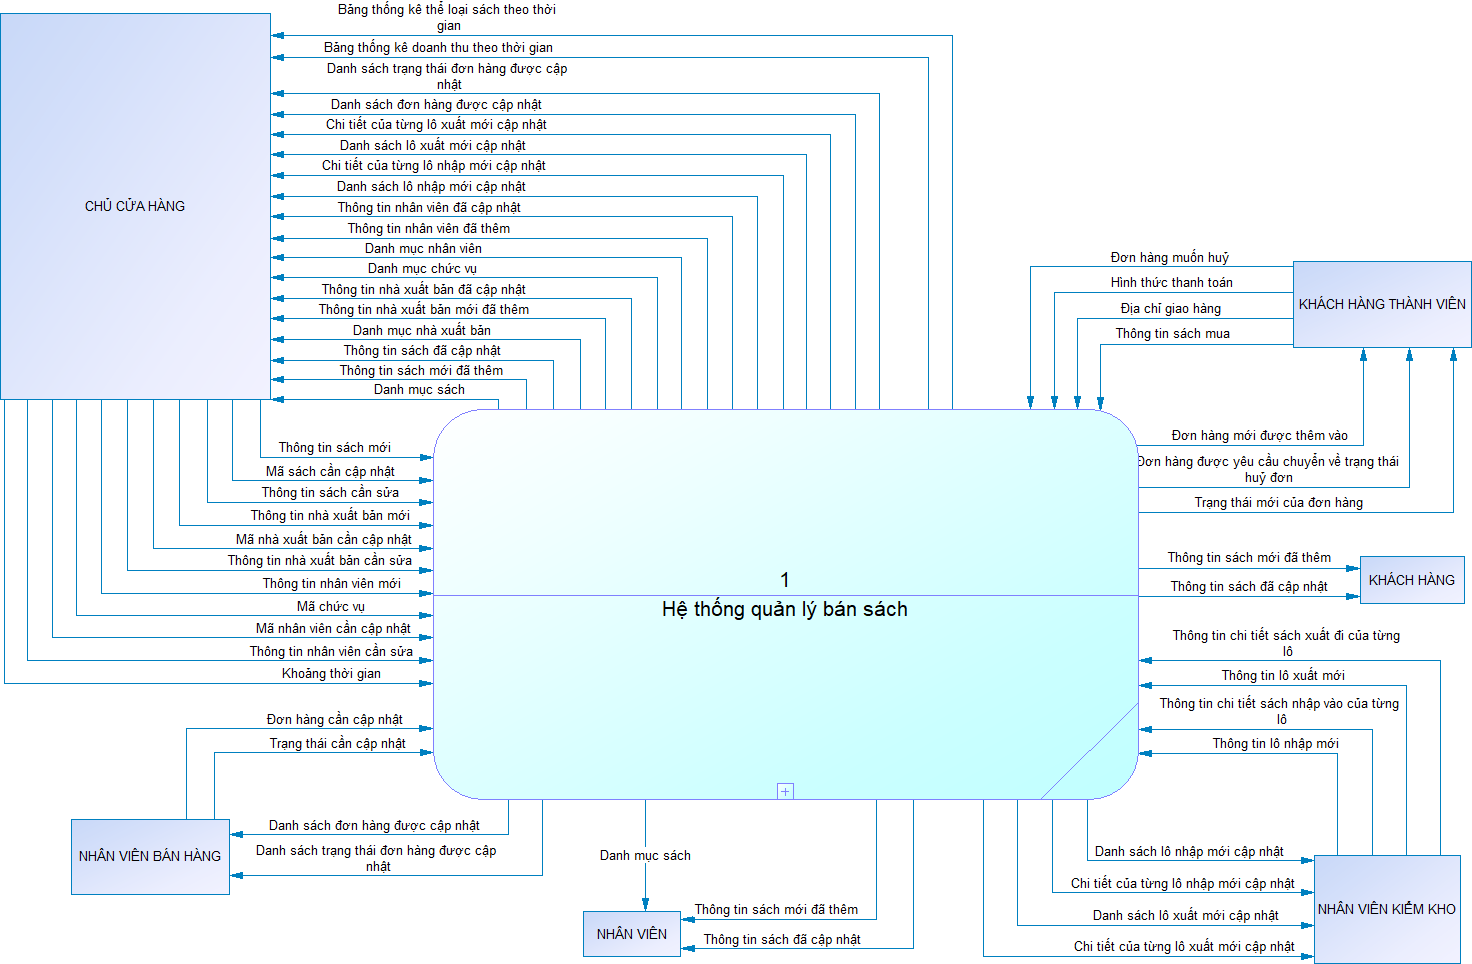 Bảng thống kê thể loại sách theo thời
gian
Bảng thống kê doanh thu theo thời gian
Danh sách trạng thái đơn hàng được cập
nhật
Danh sách đơn hàng được cập nhật
Chi tiết của từng lô xuất mới cập nhật
Danh sách lô xuất mới cập nhật
Chi tiết của từng lô nhập mới cập nhật
Danh sách lô nhập mới cập nhật
Thông tin nhân viên đã cập nhật
Thông tin nhân viên đã thêm
Danh mục nhân viên
Danh mục chức vụ
Thông tin nhà xuất bản đã cập nhật
Thông tin nhà xuất bản mới đã thêm
Danh mục nhà xuất bản
Thông tin sách đã cập nhật
Thông tin sách mới đã thêm
Danh mục sách
CHỦ CỬA HÀNG
Đơn hàng muốn huỷ
Hình thức thanh toán
Địa chỉ giao hàng
Thông tin sách mua
KHÁCH HÀNG THÀNH VIÊN
Đơn hàng mới được thêm vào
Đơn hàng được yêu cầu chuyển về trạng thái
huỷ đơn
Trạng thái mới của đơn hàng
Thông tin sách mới
Mã sách cần cập nhật
Thông tin sách cần sửa
Thông tin nhà xuất bản mới
Mã nhà xuất bản cần cập nhật
Thông tin nhà xuất bản cần sửa
Thông tin nhân viên mới
Mã chức vụ
Mã nhân viên cần cập nhật
Thông tin nhân viên cần sửa
Khoảng thời gian
1
Hệ thống quản lý bán sách
Thông tin sách mới đã thêm
Thông tin sách đã cập nhật
KHÁCH HÀNG
Thông tin chi tiết sách xuất đi của từng
lô
Thông tin lô xuất mới
Thông tin chi tiết sách nhập vào của từng
lô
Thông tin lô nhập mới
Đơn hàng cần cập nhật
Trạng thái cần cập nhật
NHÂN VIÊN BÁN HÀNG
Danh sách đơn hàng được cập nhật
Danh sách trạng thái đơn hàng được cập
nhật
Danh mục sách
NHÂN VIÊN
Thông tin sách mới đã thêm
Thông tin sách đã cập nhật
Danh sách lô nhập mới cập nhật
Chi tiết của từng lô nhập mới cập nhật
Danh sách lô xuất mới cập nhật
Chi tiết của từng lô xuất mới cập nhật
NHÂN VIÊN KIỂM KHO